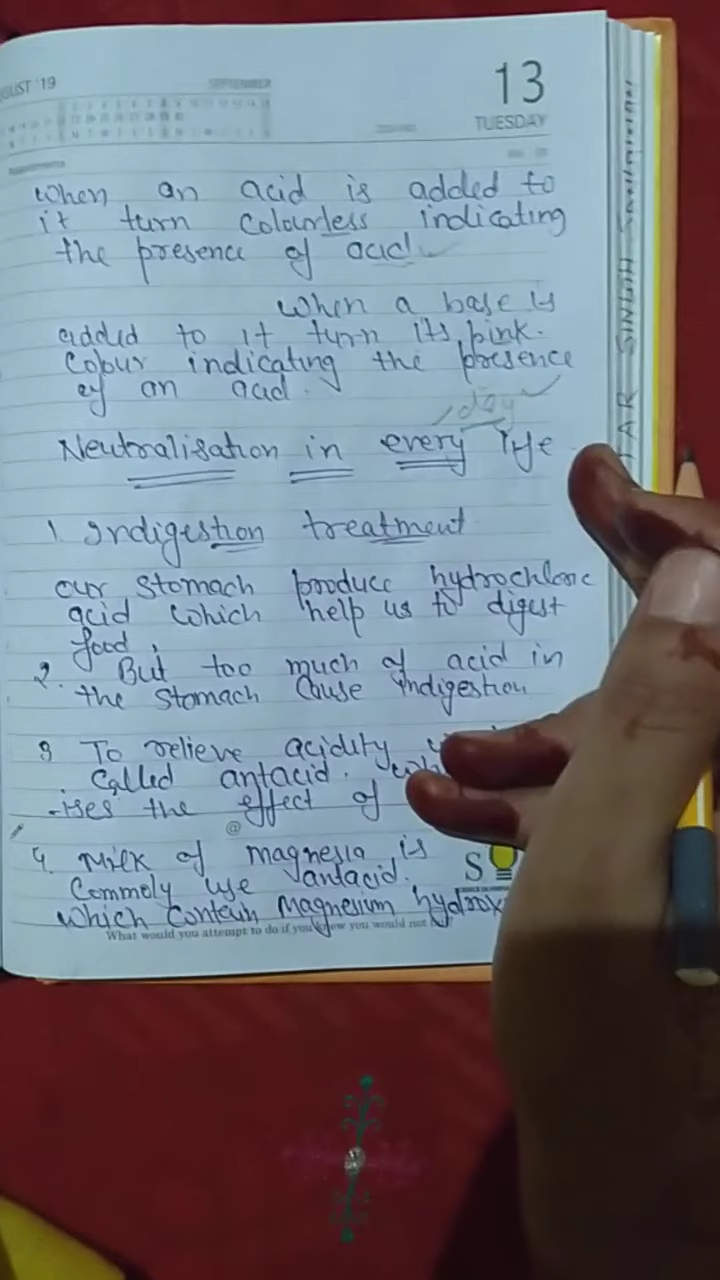 UGUST '19
SEPTEMBER
13
TUESDAY
When an acid is added to
it turn Colourless indicating
the presence of acid
When a base is
added to it turn its pink.
Colour indicating the presence
of an acid.
day
Neutralisation in every life
1. Indigestion treatment
our stomach produce hydrochloric
acid which help us to digest
food.
2. But too much of acid in
the stomach cause indigestion
3 To relieve acidity
Called antacid.
-ises the effect of
@
4. Milk of magnesia is
Commoly use antacid.
which contain Magnesium hydrox
What would you attempt to do if you knew you would not
S
SINGH